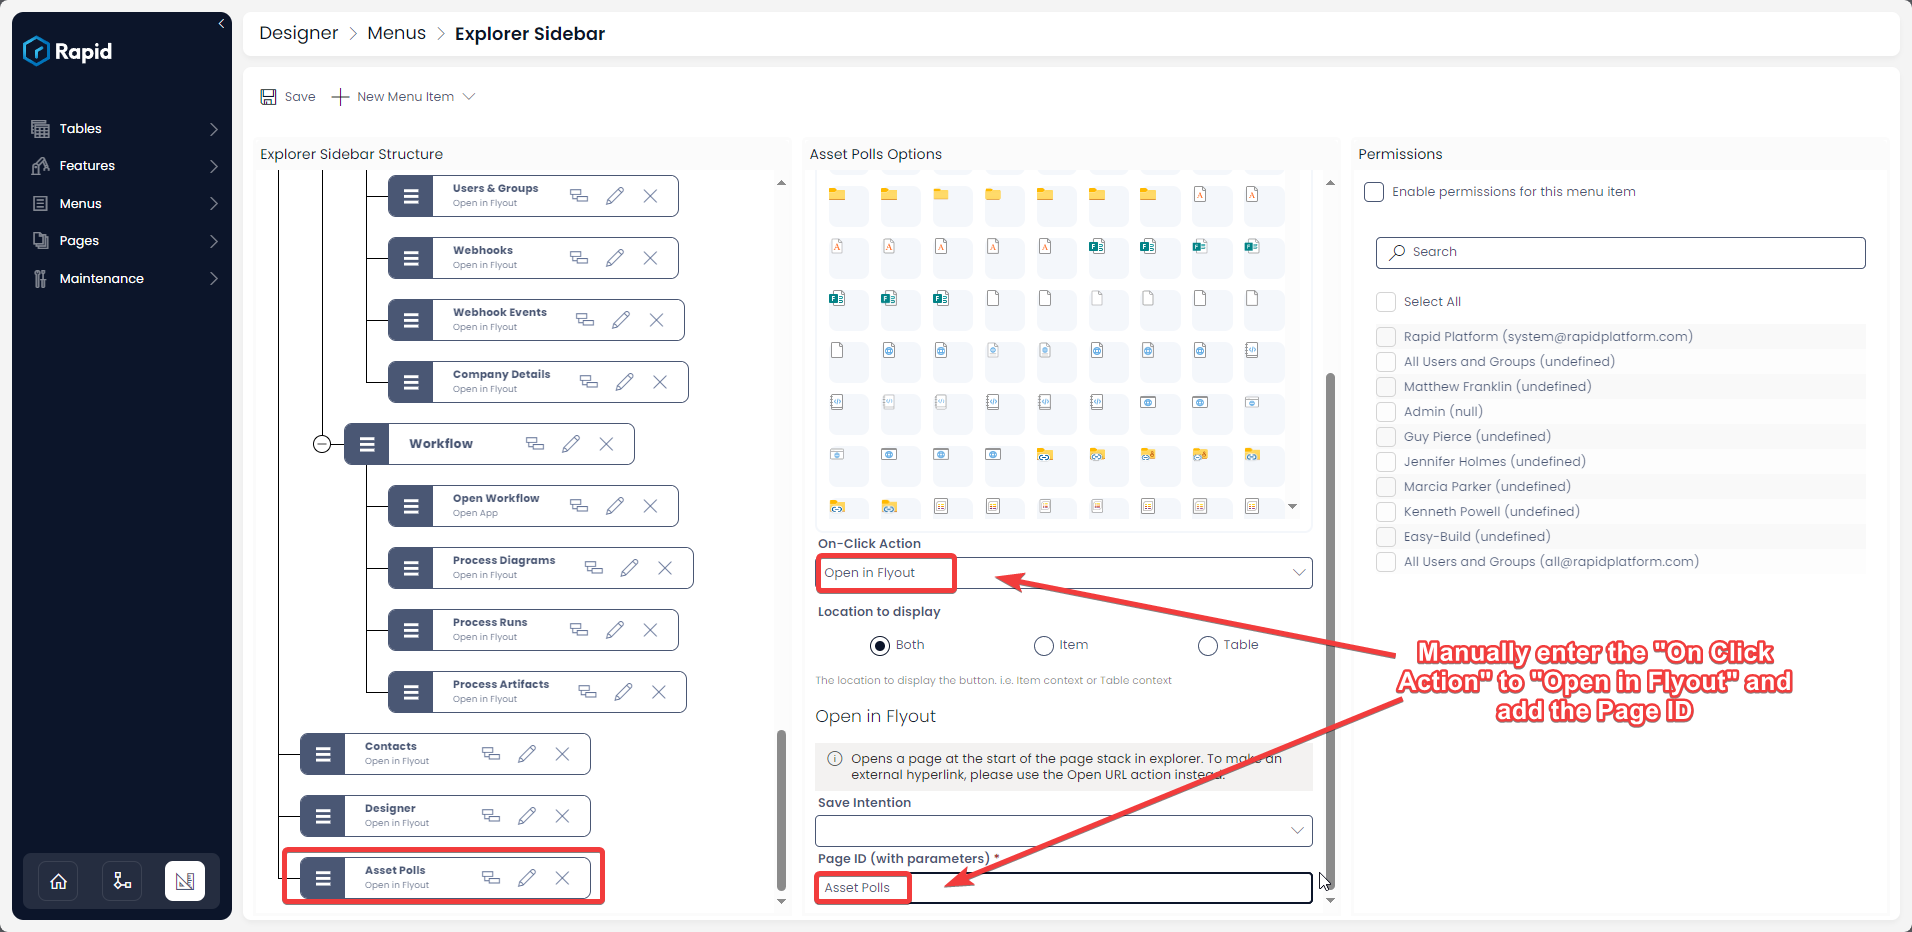 Rapid
Tables
Features
Menus
Pages
Maintenance
Designer > Menus > Explorer Sidebar
Save
New Menu Item
Explorer Sidebar Structure
Users & Groups
Open in Flyout
Webhooks
Open in Flyout
Webhook Events
Open in Flyout
Company Details
Open in Flyout
Workflow
Open Workflow
Open App
Process Diagrams
Open in Flyout
Process Runs
Open in Flyout
Process Artifacts
Open in Flyout
Contacts
Open in Flyout
Designer
Open in Flyout
Asset Polls
Open in Flyout
Asset Polls Options
On-Click Action
Open in Flyout
Location to display
Both
Item
Table
The location to display the button. i.e. Item context or Table context
Open in Flyout
Opens a page at the start of the page stack in explorer. To make an
external hyperlink, please use the Open URL action instead.
Save Intention
Page ID (with parameters) *
Asset Polls
Permissions
Enable permissions for this menu item
Search
Select All
Rapid Platform (system@rapidplatform.com)
All Users and Groups (undefined)
Matthew Franklin (undefined)
Admin (null)
Guy Pierce (undefined)
Jennifer Holmes (undefined)
Marcia Parker (undefined)
Kenneth Powell (undefined)
Easy-Build (undefined)
All Users and Groups (all@rapidplatform.com)
Manually enter the "On Click
Action" to "Open in Flyout" and
add the Page ID